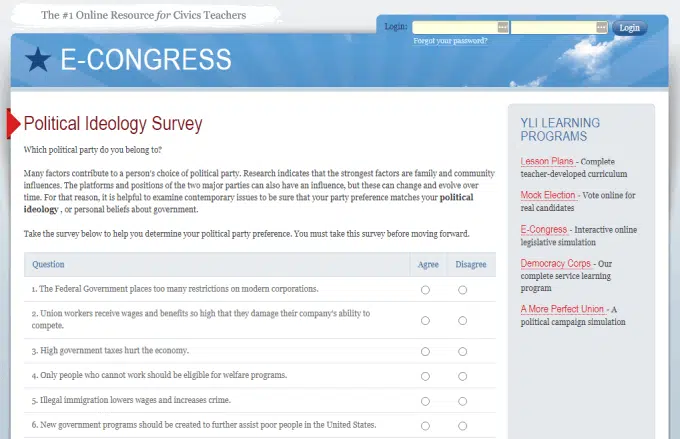 The #1 Online Resource for Civics Teachers
Login:
Login
Forgot your password?
E-CONGRESS
Political Ideology Survey
Which political party do you belong to?
Many factors contribute to a person's choice of political party. Research indicates that the strongest factors are family and community
influences. The platforms and positions of the two major parties can also have an influence, but these can change and evolve over
time. For that reason, it is helpful to examine contemporary issues to be sure that your party preference matches your political
ideology , or personal beliefs about government.
Take the survey below to help you determine your political party preference. You must take this survey before moving forward.
Question Agree Disagree
1. The Federal Government places too many restrictions on modern corporations.
2. Union workers receive wages and benefits so high that they damage their company's ability to
compete.
3. High government taxes hurt the economy.
4. Only people who cannot work should be eligible for welfare programs.
5. Illegal immigration lowers wages and increases crime.
6. New government programs should be created to further assist poor people in the United States.
YLI LEARNING
PROGRAMS
Lesson Plans - Complete
teacher-developed curriculum
Mock Election - Vote online for
real candidates
E-Congress - Interactive online
legislative simulation
Democracy Corps - Our
complete service learning
program
A More Perfect Union - A
political campaign simulation